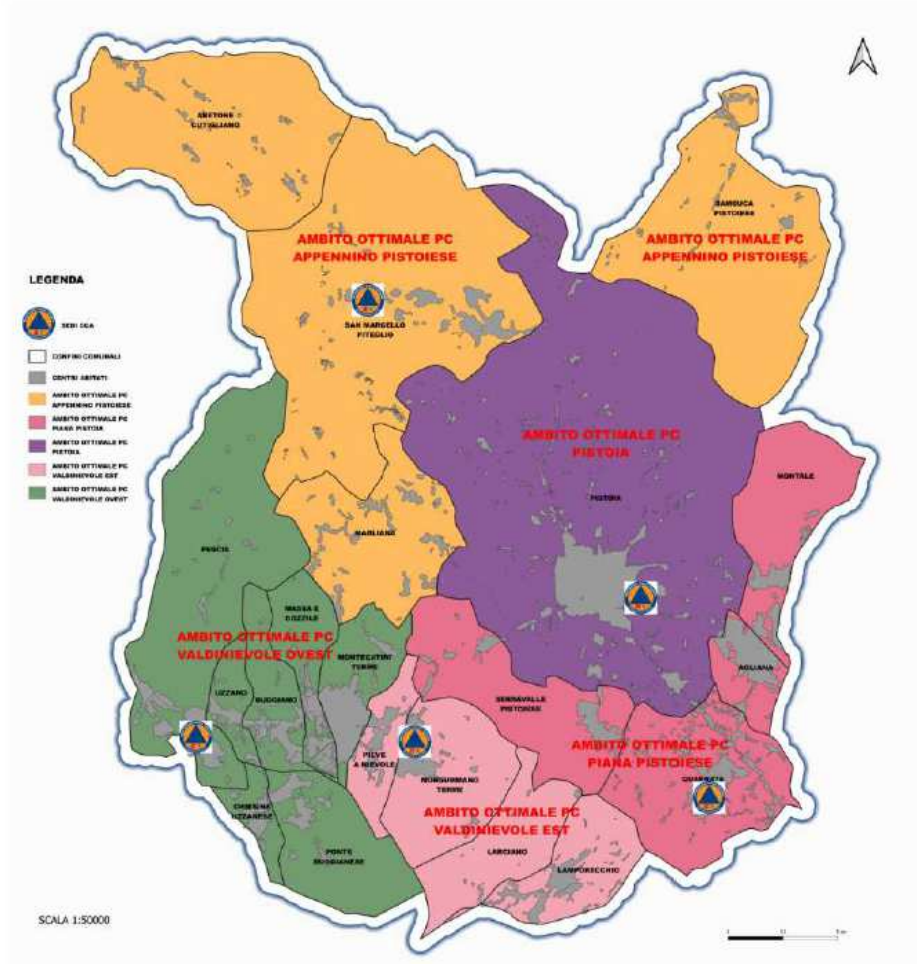 ABETONE
CUTIGLIANO
SAMBUCA
PISTOIESE
AMBITO OTTIMALE PC
APPENNINO PISTOIESE
AMBITO OTTIMALE PC
APPENNINO PISTOIESE
LEGENDA
SEDI COA
CONFINI COMUNALI
CENTRI ABITATI
AMBITO OTTIMALE PC
APPENNINO PISTOIESE
AMBITO OTTIMALE PC
PIANA PISTOIA
AMBITO OTTIMALE PC
PISTOIA
AMBITO OTTIMALE PC
VALDINIEVOLE EST
AMBITO OTTIMALE PC
VALDINIEVOLE OVEST
SAN MARCELLO
PITEGLIO
AMBITO OTTIMALE PC
PISTOIA
PISTOIA
MONTALE
MARLIANA
PESCIA
MASSA E
COZZILE
AMBITO OTTIMALE PC
VALDINIEVOLE OVEST
MONTECATINI
TERME
AGLIANA
UZZANO
BUGGIANO
SERRAVALLE
PISTOIESE
PIEVE
A NIEVOLE
MONSUMMANO
TERME
AMBITO OTTIMALE PC
PIANA PISTOIESE
QUARRATA
CHIESINA
UZZANESE
AMBITO OTTIMALE PC
VALDINIEVOLE EST
PONTE
BUGGIANESE
LARCIANO
LAMPORECCHIO
SCALA 1:50000